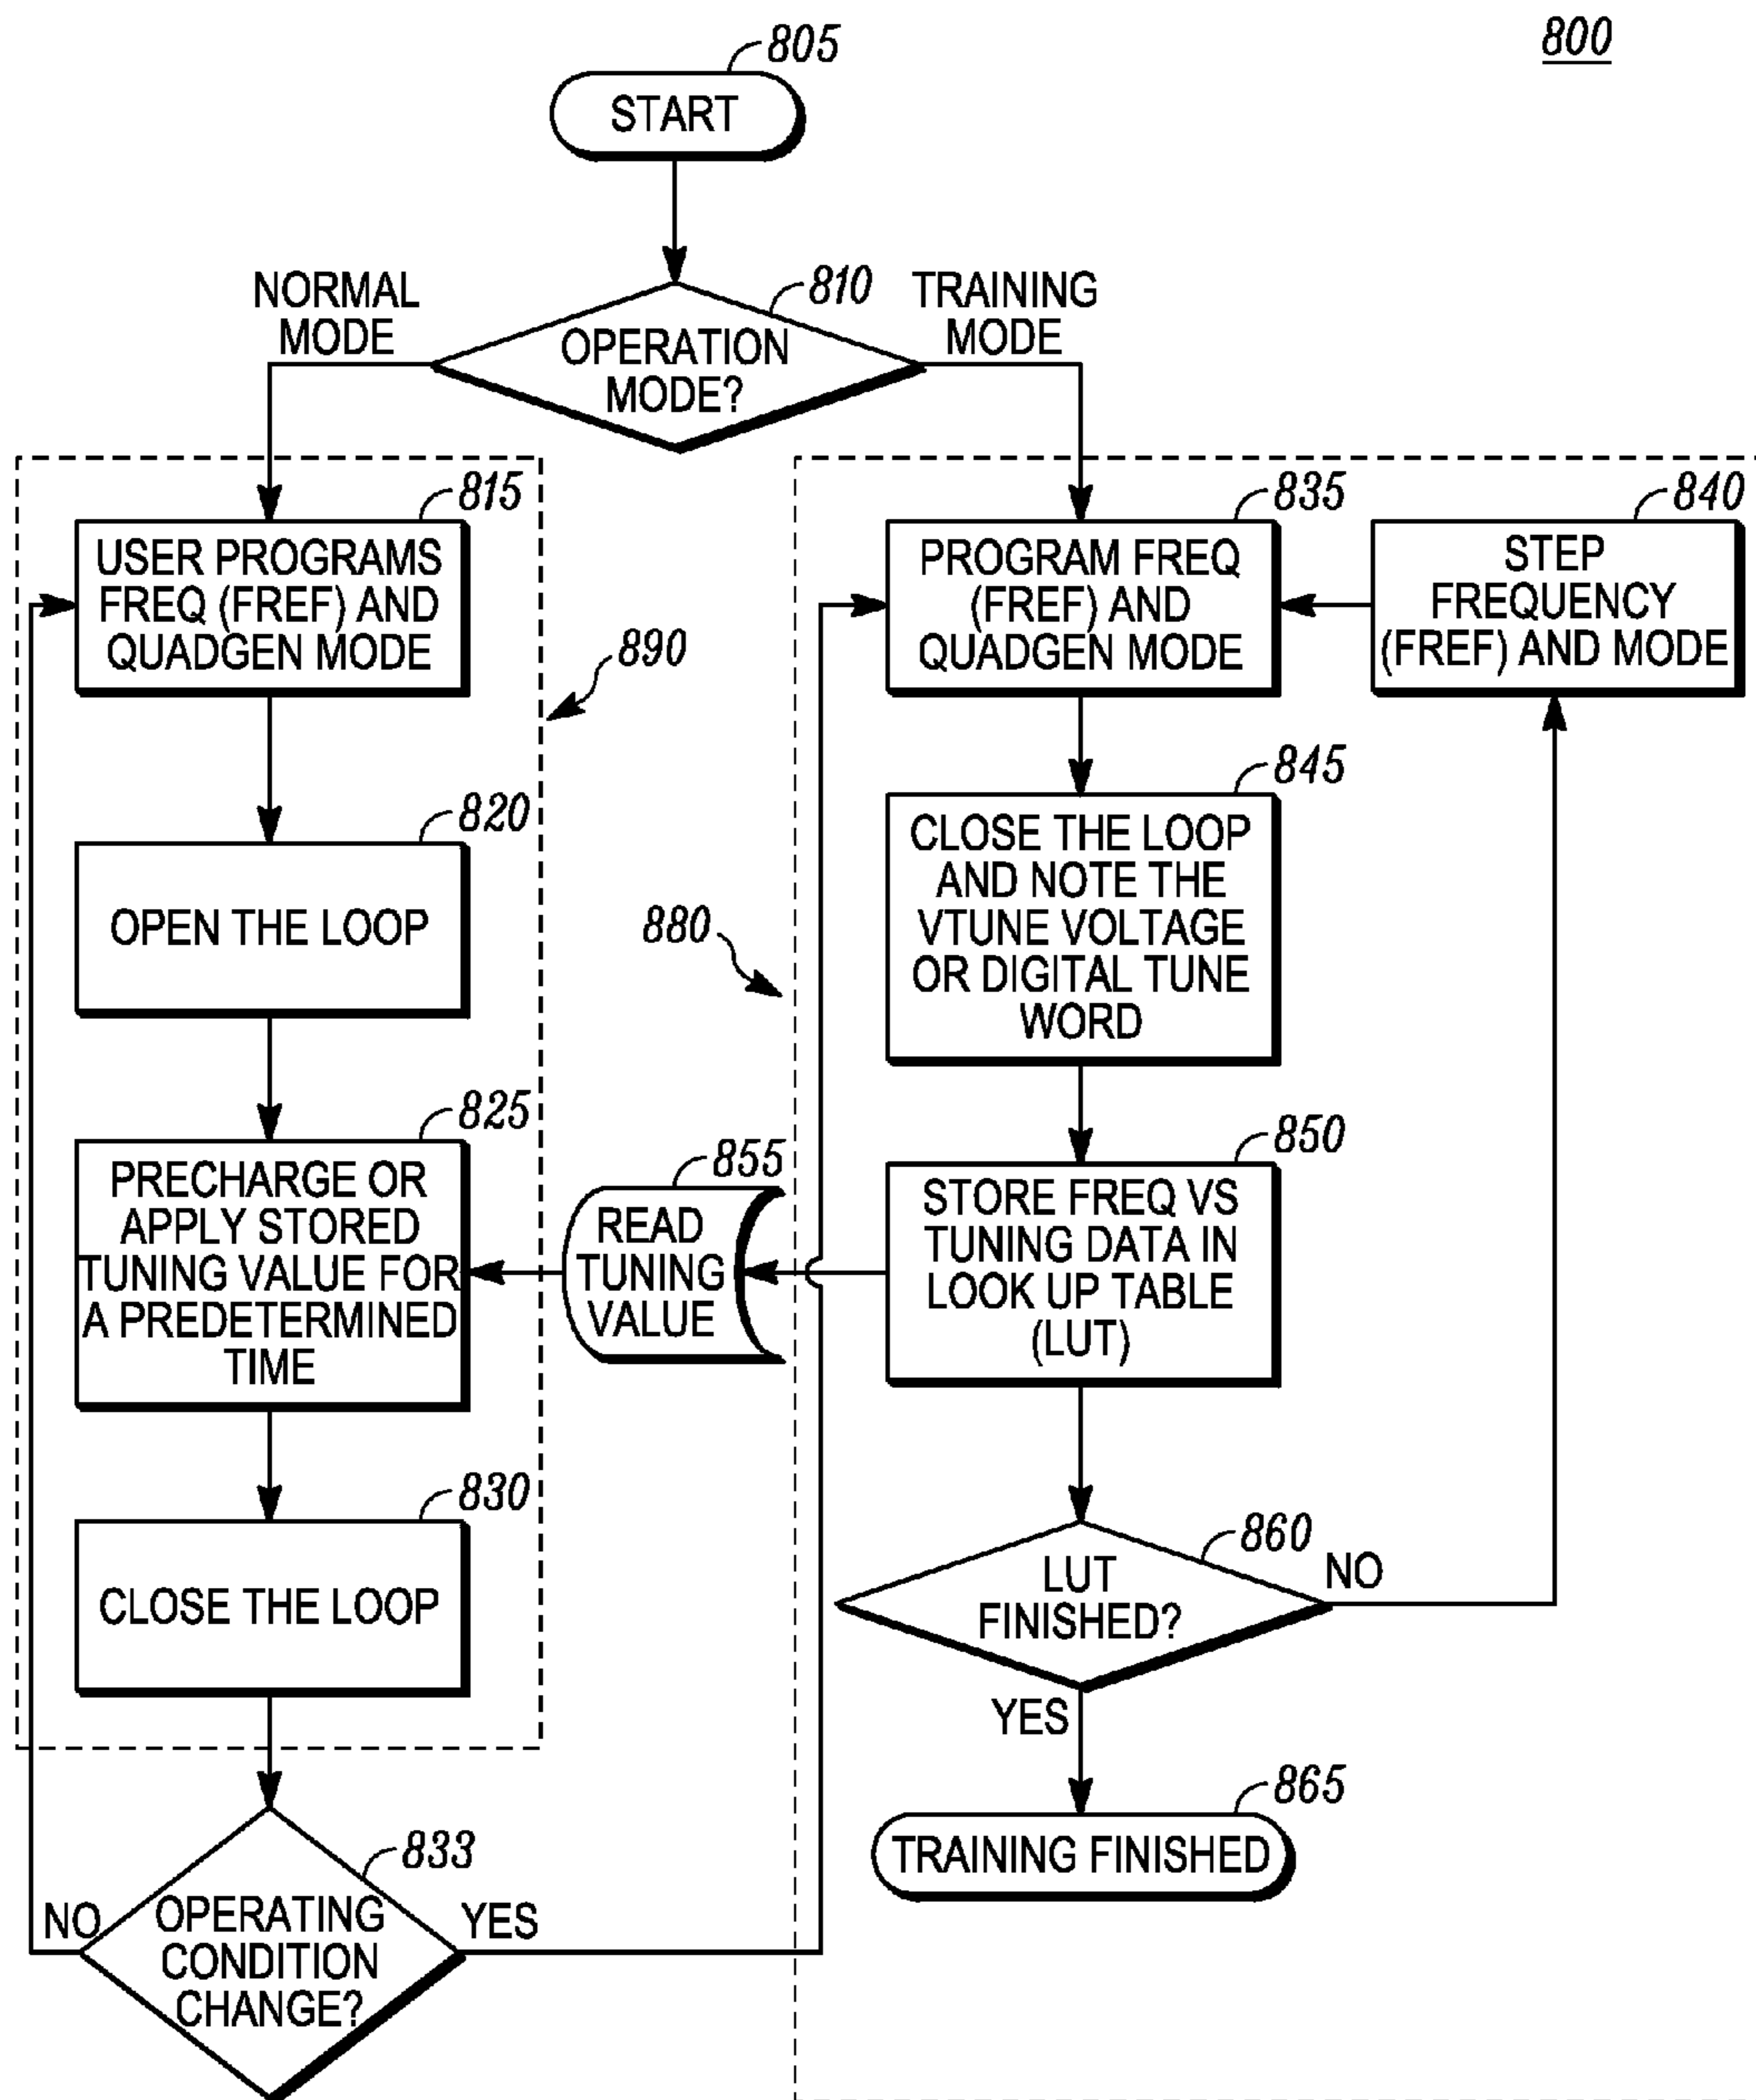 800
805
START
810
OPERATION
MODE?
NORMAL
MODE
TRAINING
MODE
815
USER PROGRAMS
FREQ (FREF) AND
QUADGEN MODE
890
820
OPEN THE LOOP
825
PRECHARGE OR
APPLY STORED
TUNING VALUE FOR
A PREDETERMINED
TIME
830
CLOSE THE LOOP
833
OPERATING
CONDITION
CHANGE?
NO
YES
835
PROGRAM FREQ
(FREF) AND
QUADGEN MODE
840
STEP
FREQUENCY
(FREF) AND MODE
845
CLOSE THE LOOP
AND NOTE THE
VTUNE VOLTAGE
OR DIGITAL TUNE
WORD
880
850
STORE FREQ VS
TUNING DATA IN
LOOK UP TABLE
(LUT)
855
READ
TUNING
VALUE
860
LUT
FINISHED?
NO
YES
865
TRAINING FINISHED